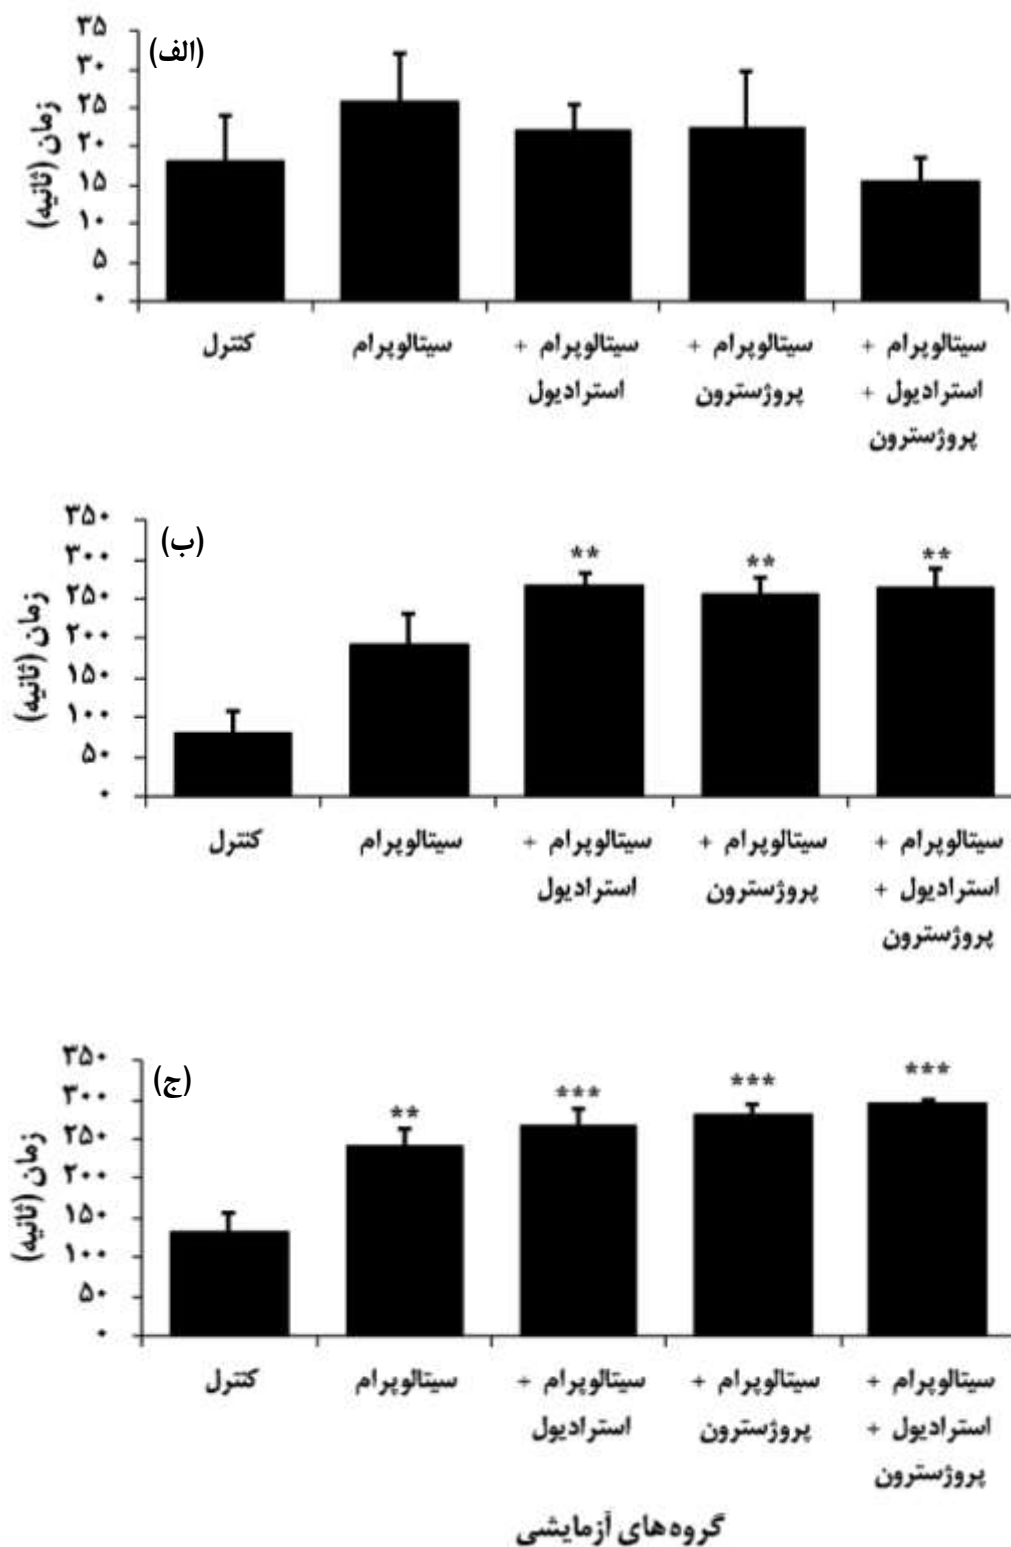 (الف)
زمان (ثانیه)
۳۵
۳۰
۲۵
۲۰
۱۵
۱۰
۵
۰
کنترل
سیتالوپرام
سیتالوپرام +
استرادیول
سیتالوپرام +
پروژسترون
سیتالوپرام +
استرادیول +
پروژسترون
(ب)
زمان (ثانیه)
۳۵۰
۳۰۰
۲۵۰
۲۰۰
۱۵۰
۱۰۰
۵۰
۰
**
**
**
کنترل
سیتالوپرام
سیتالوپرام +
استرادیول
سیتالوپرام +
پروژسترون
سیتالوپرام +
استرادیول +
پروژسترون
(ج)
زمان (ثانیه)
۳۵۰
۳۰۰
۲۵۰
۲۰۰
۱۵۰
۱۰۰
۵۰
۰
**
***
***
***
کنترل
سیتالوپرام
سیتالوپرام +
استرادیول
سیتالوپرام +
پروژسترون
سیتالوپرام +
استرادیول +
پروژسترون
گروه‌های آزمایشی